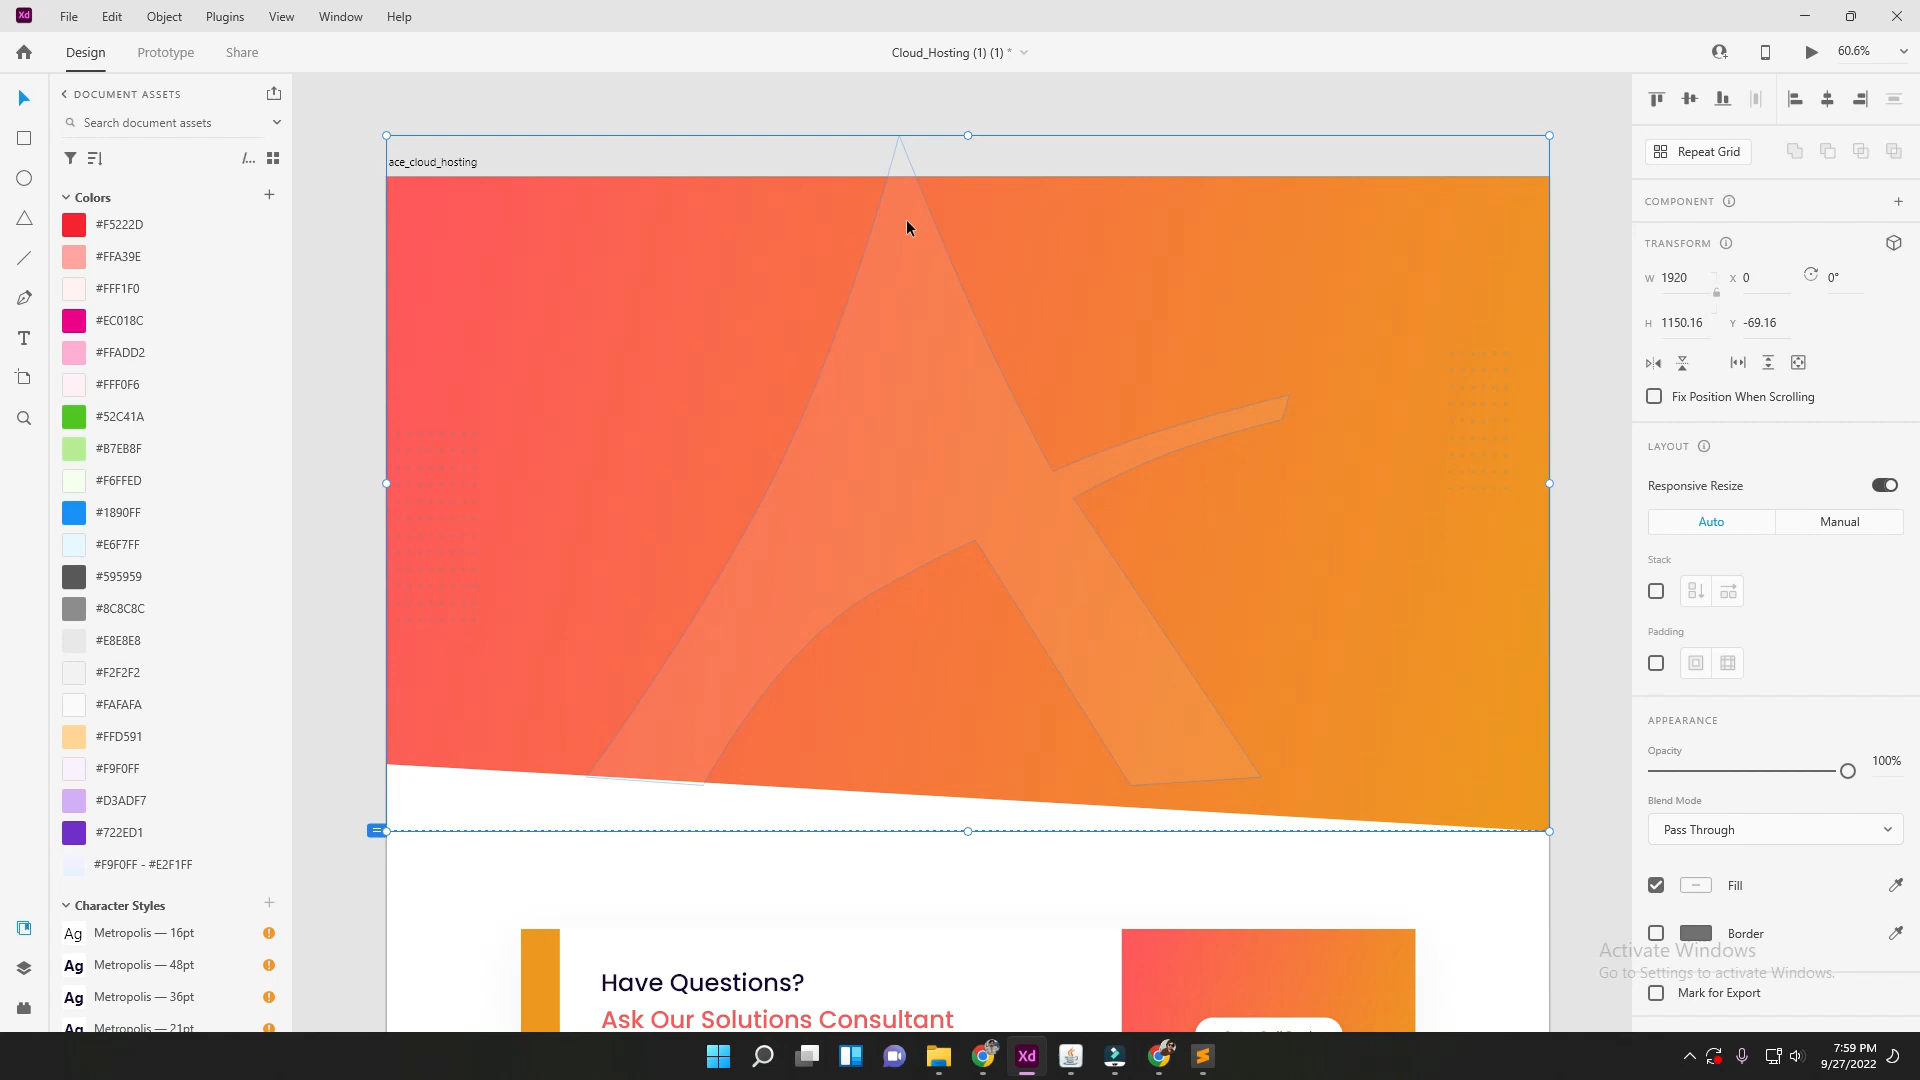 Xd File Edit Object Plugins View Window Help
Design Prototype Share Cloud_Hosting (1) (1) * 60.6%
DOCUMENT ASSETS
Search document assets
/...
Colors
#F5222D
#FFA39E
#FFF1F0
#EC018C
#FFADD2
#FFF0F6
#52C41A
#B7EB8F
#F6FFED
#1890FF
#E6F7FF
#595959
#8C8C8C
#E8E8E8
#F2F2F2
#FAFAFA
#FFD591
#F9F0FF
#D3ADF7
#722ED1
#F9F0FF - #E2F1FF
Character Styles
Ag Metropolis — 16pt
Ag Metropolis — 48pt
Ag Metropolis — 36pt
Ag Metropolis — 21pt
ace_cloud_hosting
Have Questions?
Ask Our Solutions Consultant
Repeat Grid
COMPONENT
TRANSFORM
W 1920 X 0 0°
H 1150.16 Y -69.16
Fix Position When Scrolling
LAYOUT
Responsive Resize
Auto Manual
Stack
Padding
APPEARANCE
Opacity
100%
Blend Mode
Pass Through
Fill
Border
Activate Windows
Go to Settings to activate Windows.
Mark for Export
Xd
7:59 PM
9/27/2022